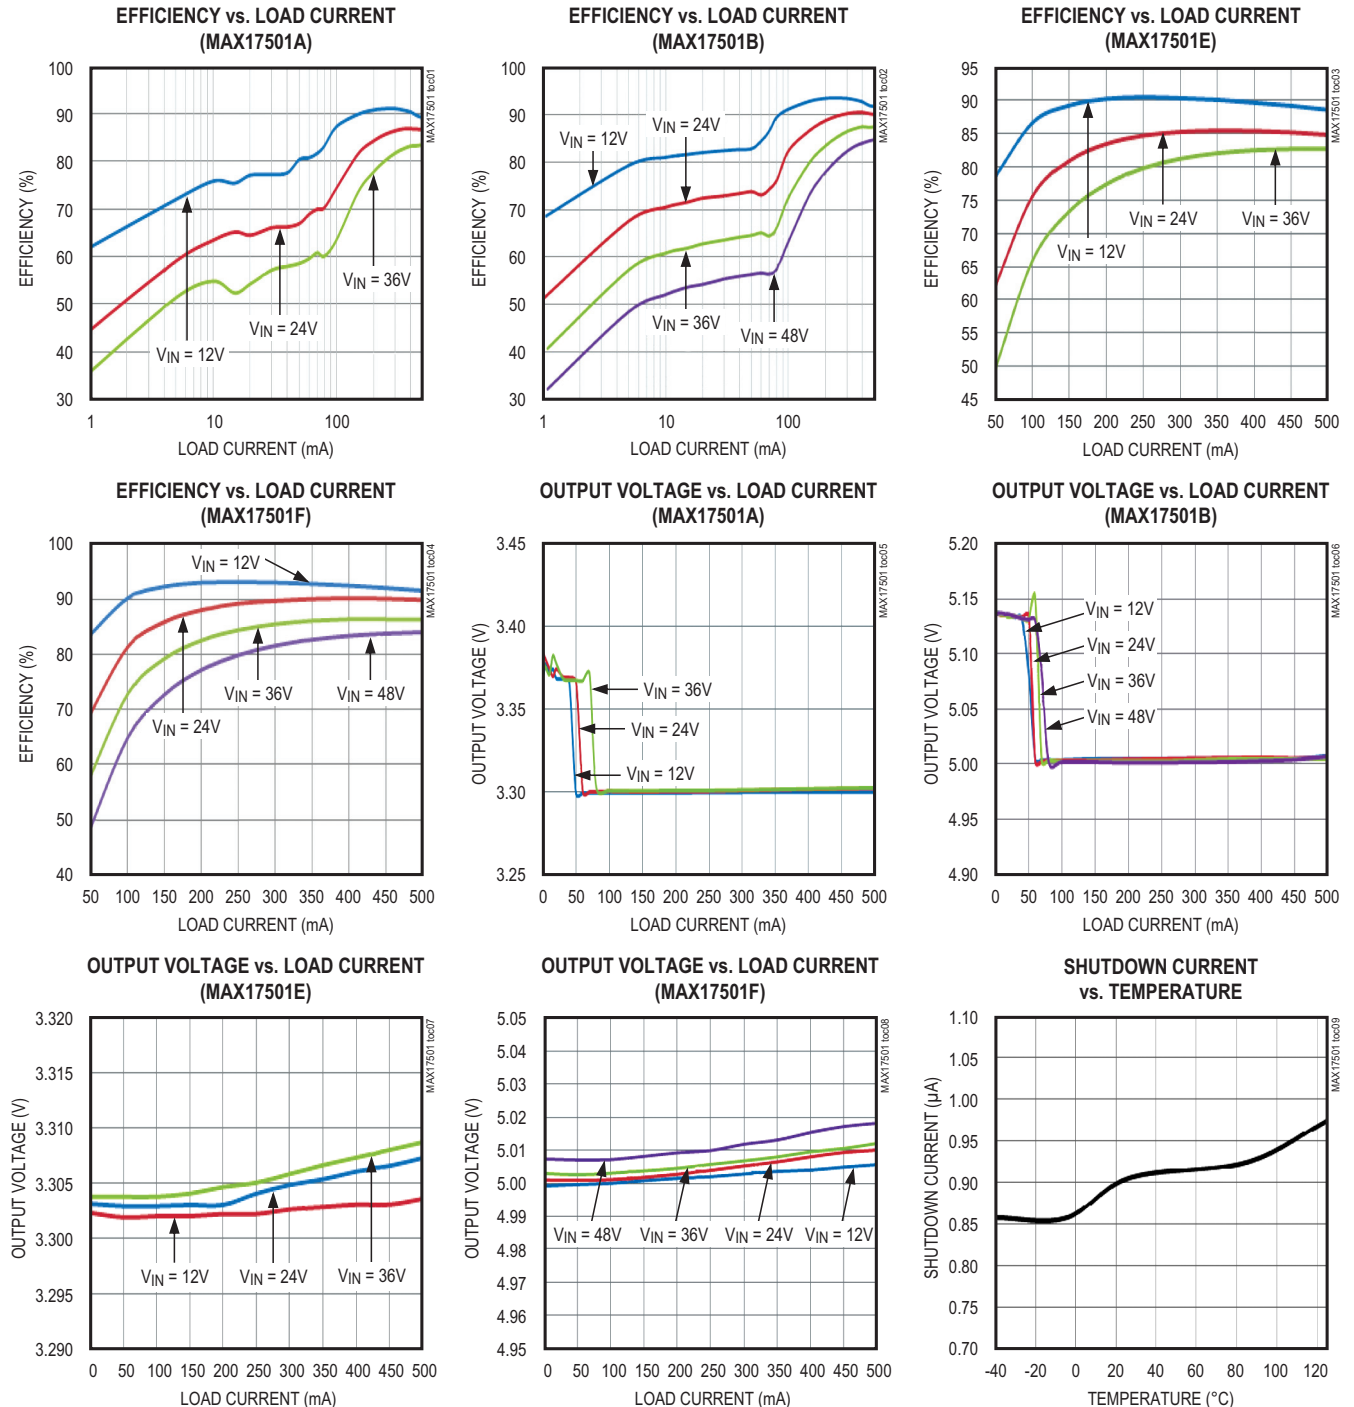 EFFICIENCY vs. LOAD CURRENT
(MAX17501A)
MAX17501 toc01
100
90
80
70
60
50
40
30
EFFICIENCY (%)
VIN = 36V
VIN = 24V
VIN = 12V
1
10
100
LOAD CURRENT (mA)
EFFICIENCY vs. LOAD CURRENT
(MAX17501B)
MAX17501 toc02
100
90
80
70
60
50
40
30
EFFICIENCY (%)
VIN = 12V
VIN = 24V
VIN = 36V
VIN = 48V
1
10
100
LOAD CURRENT (mA)
EFFICIENCY vs. LOAD CURRENT
(MAX17501E)
MAX17501 toc03
95
90
85
80
75
70
65
60
55
50
45
EFFICIENCY (%)
VIN = 24V
VIN = 36V
VIN = 12V
50 100 150 200 250 300 350 400 450 500
LOAD CURRENT (mA)
EFFICIENCY vs. LOAD CURRENT
(MAX17501F)
MAX17501 toc04
100
90
80
70
60
50
40
EFFICIENCY (%)
VIN = 12V
VIN = 36V
VIN = 48V
VIN = 24V
50 100 150 200 250 300 350 400 450 500
LOAD CURRENT (mA)
OUTPUT VOLTAGE vs. LOAD CURRENT
(MAX17501A)
MAX17501 toc05
3.45
3.40
3.35
3.30
3.25
OUTPUT VOLTAGE (V)
VIN = 36V
VIN = 24V
VIN = 12V
0 50 100 150 200 250 300 350 400 450 500
LOAD CURRENT (mA)
OUTPUT VOLTAGE vs. LOAD CURRENT
(MAX17501B)
MAX17501 toc06
5.20
5.15
5.10
5.05
5.00
4.95
4.90
OUTPUT VOLTAGE (V)
VIN = 12V
VIN = 24V
VIN = 36V
VIN = 48V
0 50 100 150 200 250 300 350 400 450 500
LOAD CURRENT (mA)
OUTPUT VOLTAGE vs. LOAD CURRENT
(MAX17501E)
MAX17501 toc07
3.320
3.315
3.310
3.305
3.300
3.295
3.290
OUTPUT VOLTAGE (V)
VIN = 12V
VIN = 24V
VIN = 36V
0 50 100 150 200 250 300 350 400 450 500
LOAD CURRENT (mA)
OUTPUT VOLTAGE vs. LOAD CURRENT
(MAX17501F)
MAX17501 toc08
5.05
5.04
5.03
5.02
5.01
5.00
4.99
4.98
4.97
4.96
4.95
OUTPUT VOLTAGE (V)
VIN = 48V
VIN = 36V
VIN = 24V
VIN = 12V
0 50 100 150 200 250 300 350 400 450 500
LOAD CURRENT (mA)
SHUTDOWN CURRENT
vs. TEMPERATURE
MAX17501 toc09
1.10
1.05
1.00
0.95
0.90
0.85
0.80
0.75
0.70
SHUTDOWN CURRENT (µA)
-40 -20 0 20 40 60 80 100 120
TEMPERATURE (°C)